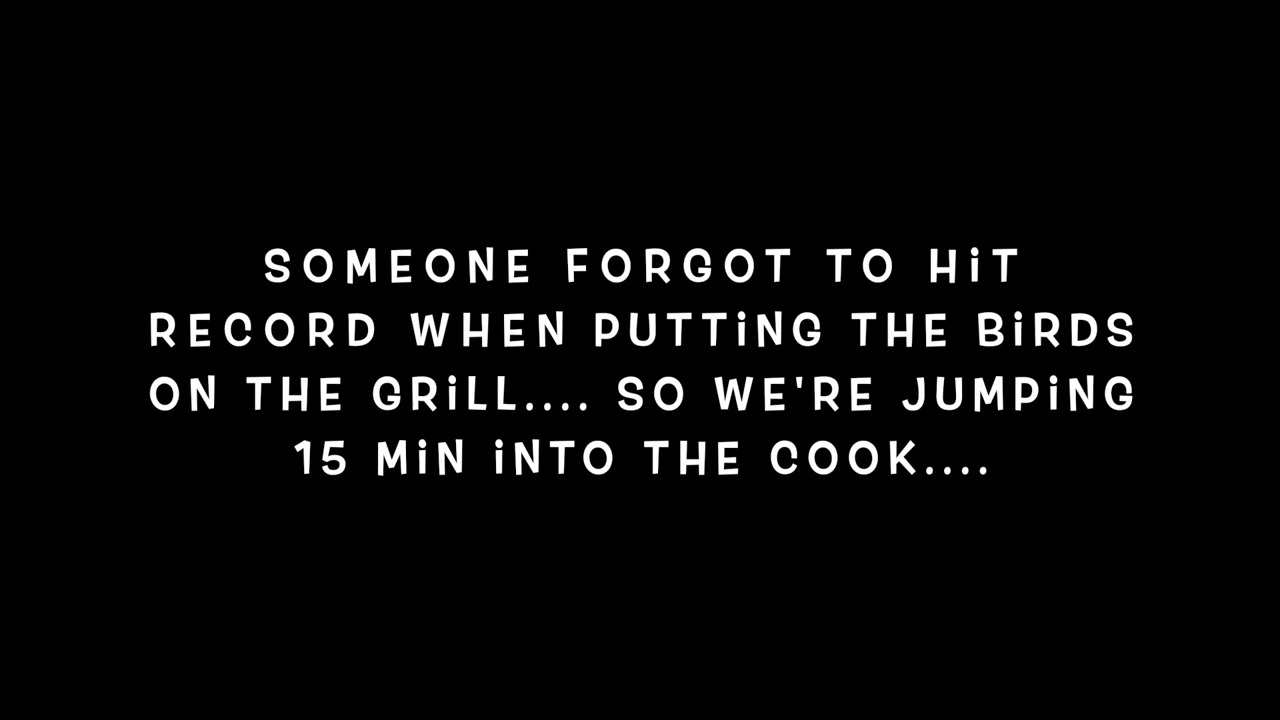 SOMEONE FORGOT TO HiT
RECORD WHEN PUTTiNG THE BiRDS
ON THE GRiLL.... SO WE'RE JUMPiNG
15 MiN iNTO THE COOK....